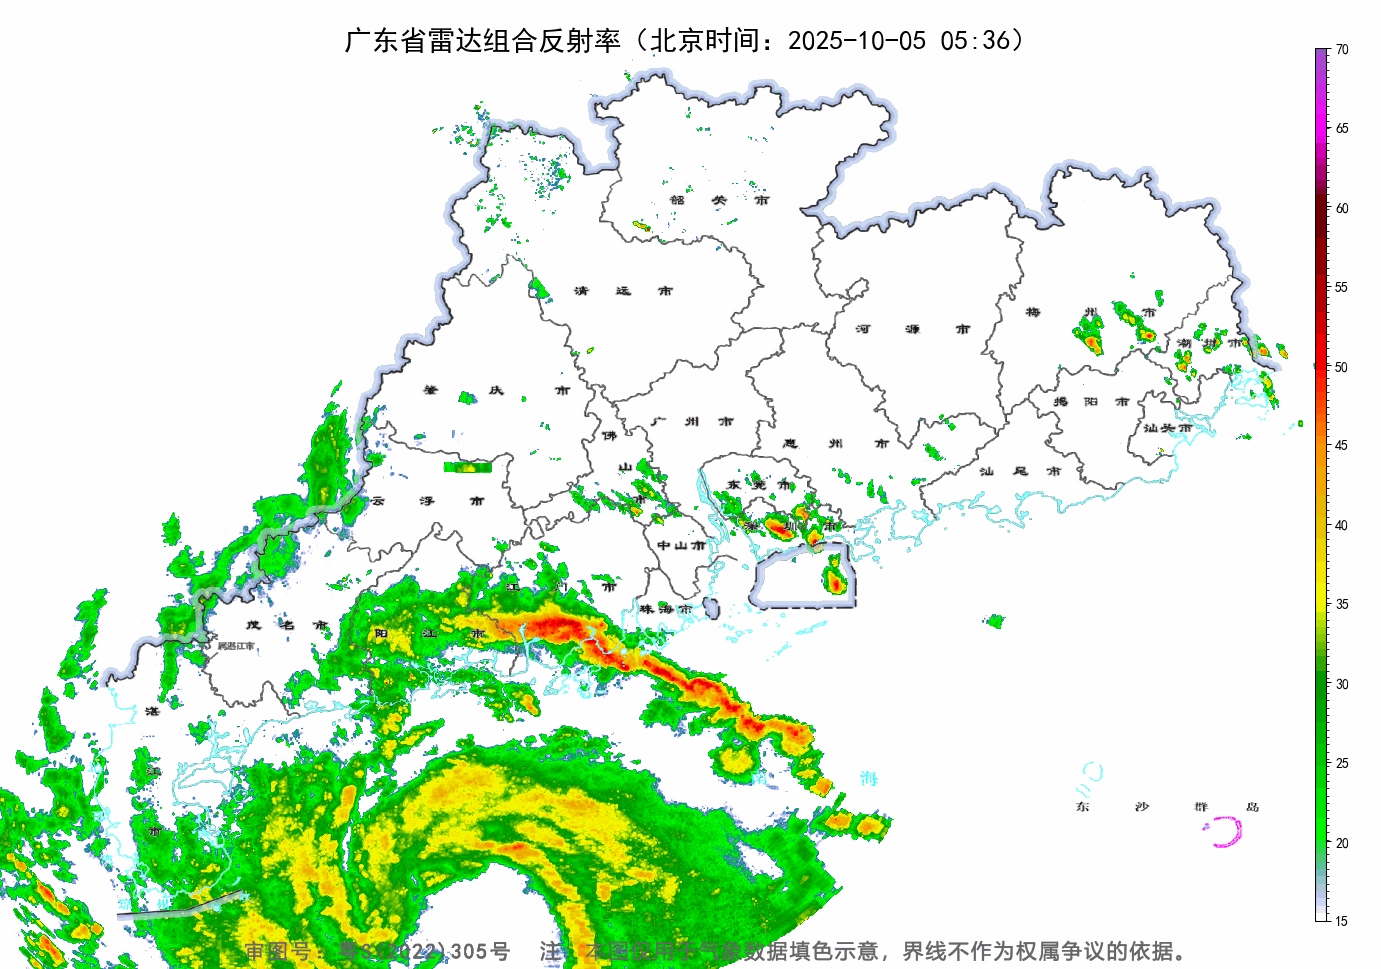 广东省雷达组合反射率（北京时间：2025-10-05 05:36）
70
65
60
55
50
45
40
35
30
25
20
15
韶关市
清远市
河源市
梅州市
潮州市
肇庆市
广州市
佛山市
惠州市
揭阳市
汕头市
汕尾市
云浮市
东莞市
深圳市
中山市
江门市
珠海市
阳江市
茂名市
属湛江市
湛江市
南海
东沙群岛
审图号：粤S(2022)305号 注：本图仅用于气象数据填色示意，界线不作为权属争议的依据。